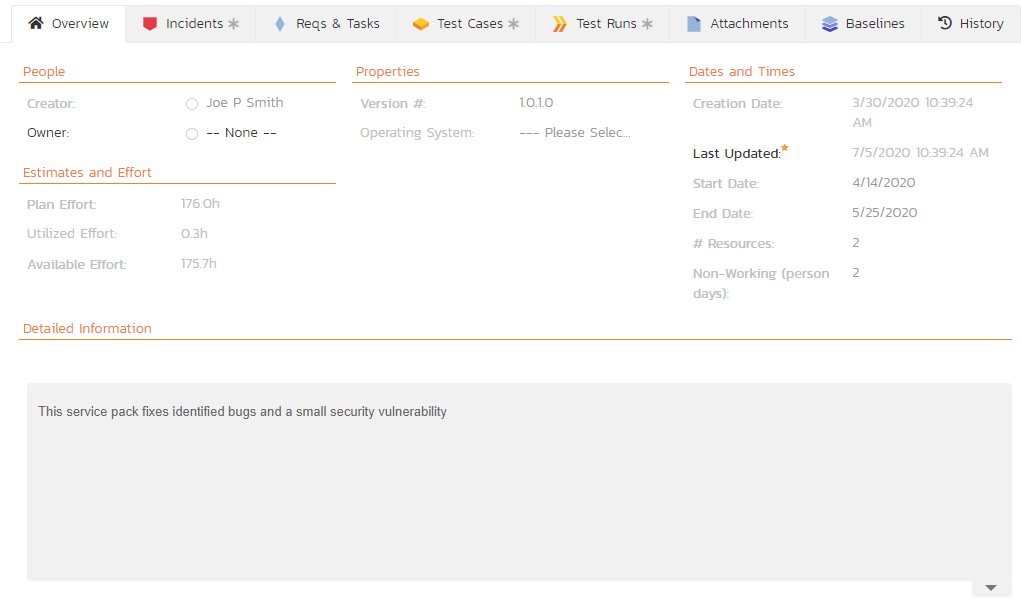 Overview Incidents * Reqs & Tasks Test Cases * Test Runs * Attachments Baselines History
People
Creator: Joe P Smith
Owner: -- None --
Estimates and Effort
Plan Effort: 176.0h
Utilized Effort: 0.3h
Available Effort: 175.7h
Properties
Version #: 1.0.1.0
Operating System: --- Please Selec...
Dates and Times
Creation Date: 3/30/2020 10:39:24
AM
Last Updated:* 7/5/2020 10:39:24 AM
Start Date: 4/14/2020
End Date: 5/25/2020
# Resources: 2
Non-Working (person 2
days):
Detailed Information
This service pack fixes identified bugs and a small security vulnerability